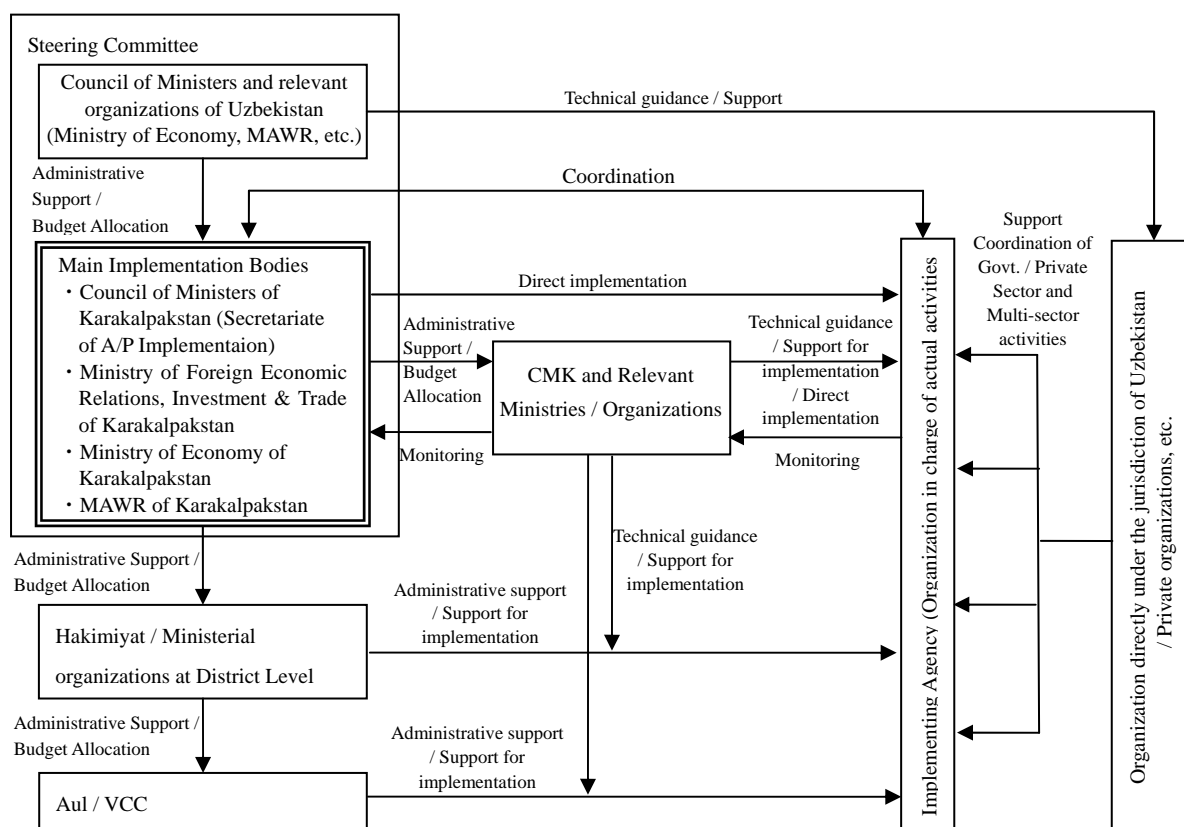 Steering Committee
Council of Ministers and relevant
organizations of Uzbekistan
(Ministry of Economy, MAWR, etc.)
Technical guidance / Support
Administrative
Support /
Budget Allocation
Coordination
Main Implementation Bodies
・Council of Ministers of
Karakalpakstan (Secretariate
of A/P Implementaion)
・Ministry of Foreign Economic
Relations, Investment & Trade
of Karakalpakstan
・Ministry of Economy of
Karakalpakstan
・MAWR of Karakalpakstan
Direct implementation
Administrative
Support /
Budget
Allocation
CMK and Relevant
Ministries / Organizations
Technical guidance
/ Support for
implementation
/ Direct
implementation
Monitoring
Monitoring
Support
Coordination of
Govt. / Private
Sector and
Multi-sector
activities
Implementing Agency (Organization in charge of actual activities)
Organization directly under the jurisdiction of Uzbekistan
/ Private organizations, etc.
Technical guidance
/ Support for
implementation
Administrative Support /
Budget Allocation
Hakimiyat / Ministerial
organizations at District Level
Administrative support
/ Support for
implementation
Administrative Support /
Budget Allocation
Aul / VCC
Administrative support
/ Support for
implementation